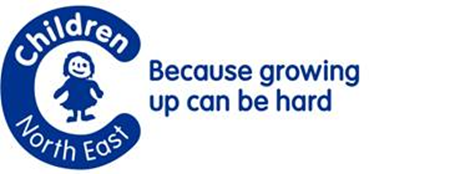 Children
North East
Because growing
up can be hard